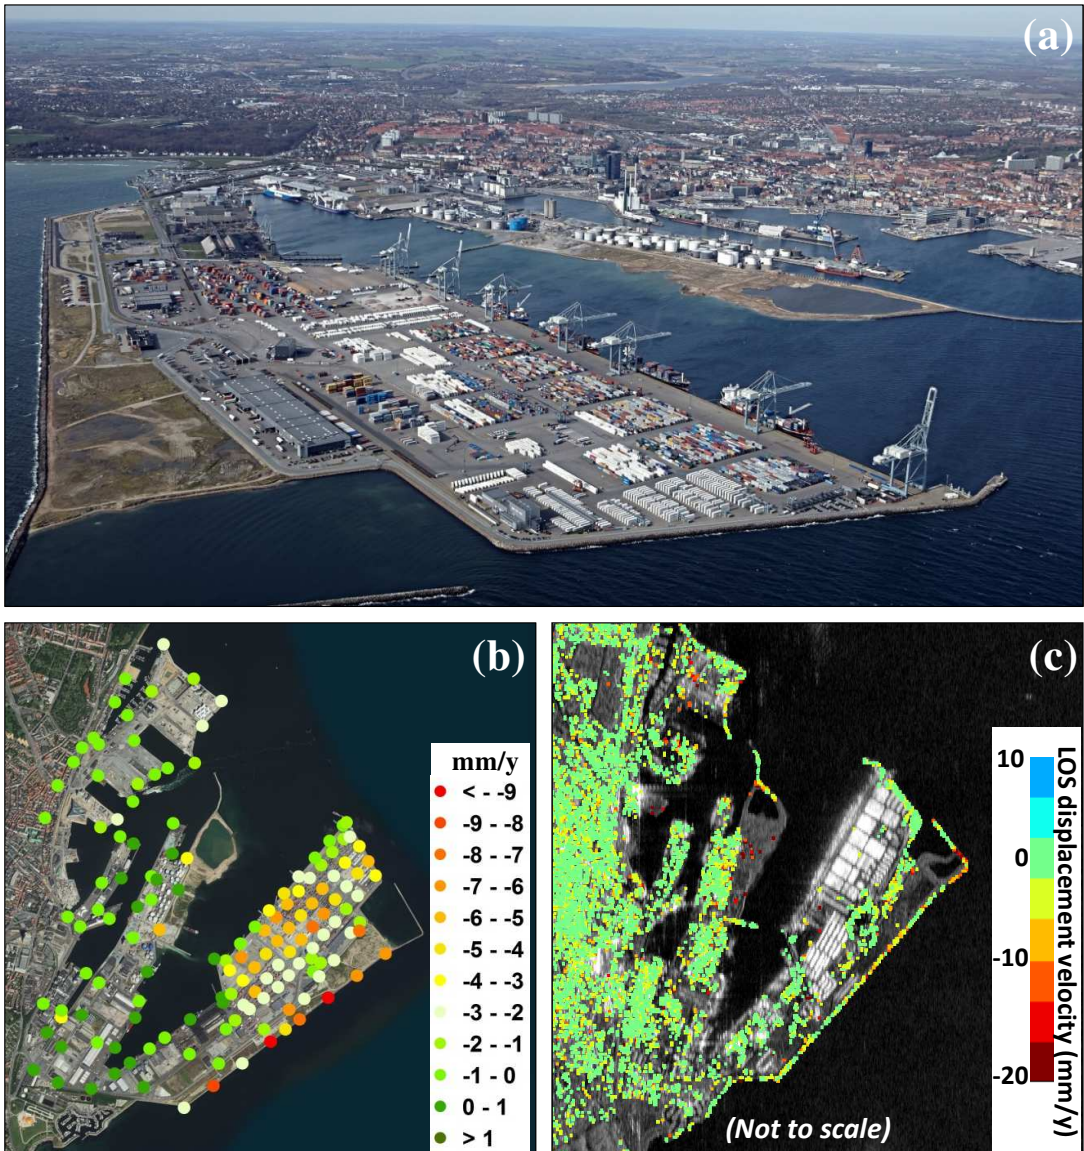 (a)
(b)
mm/y
< - -9
-9 - -8
-8 - -7
-7 - -6
-6 - -5
-5 - -4
-4 - -3
-3 - -2
-2 - -1
-1 - 0
0 - 1
> 1
(c)
10
0
-10
-20
LOS displacement velocity (mm/y)
(Not to scale)